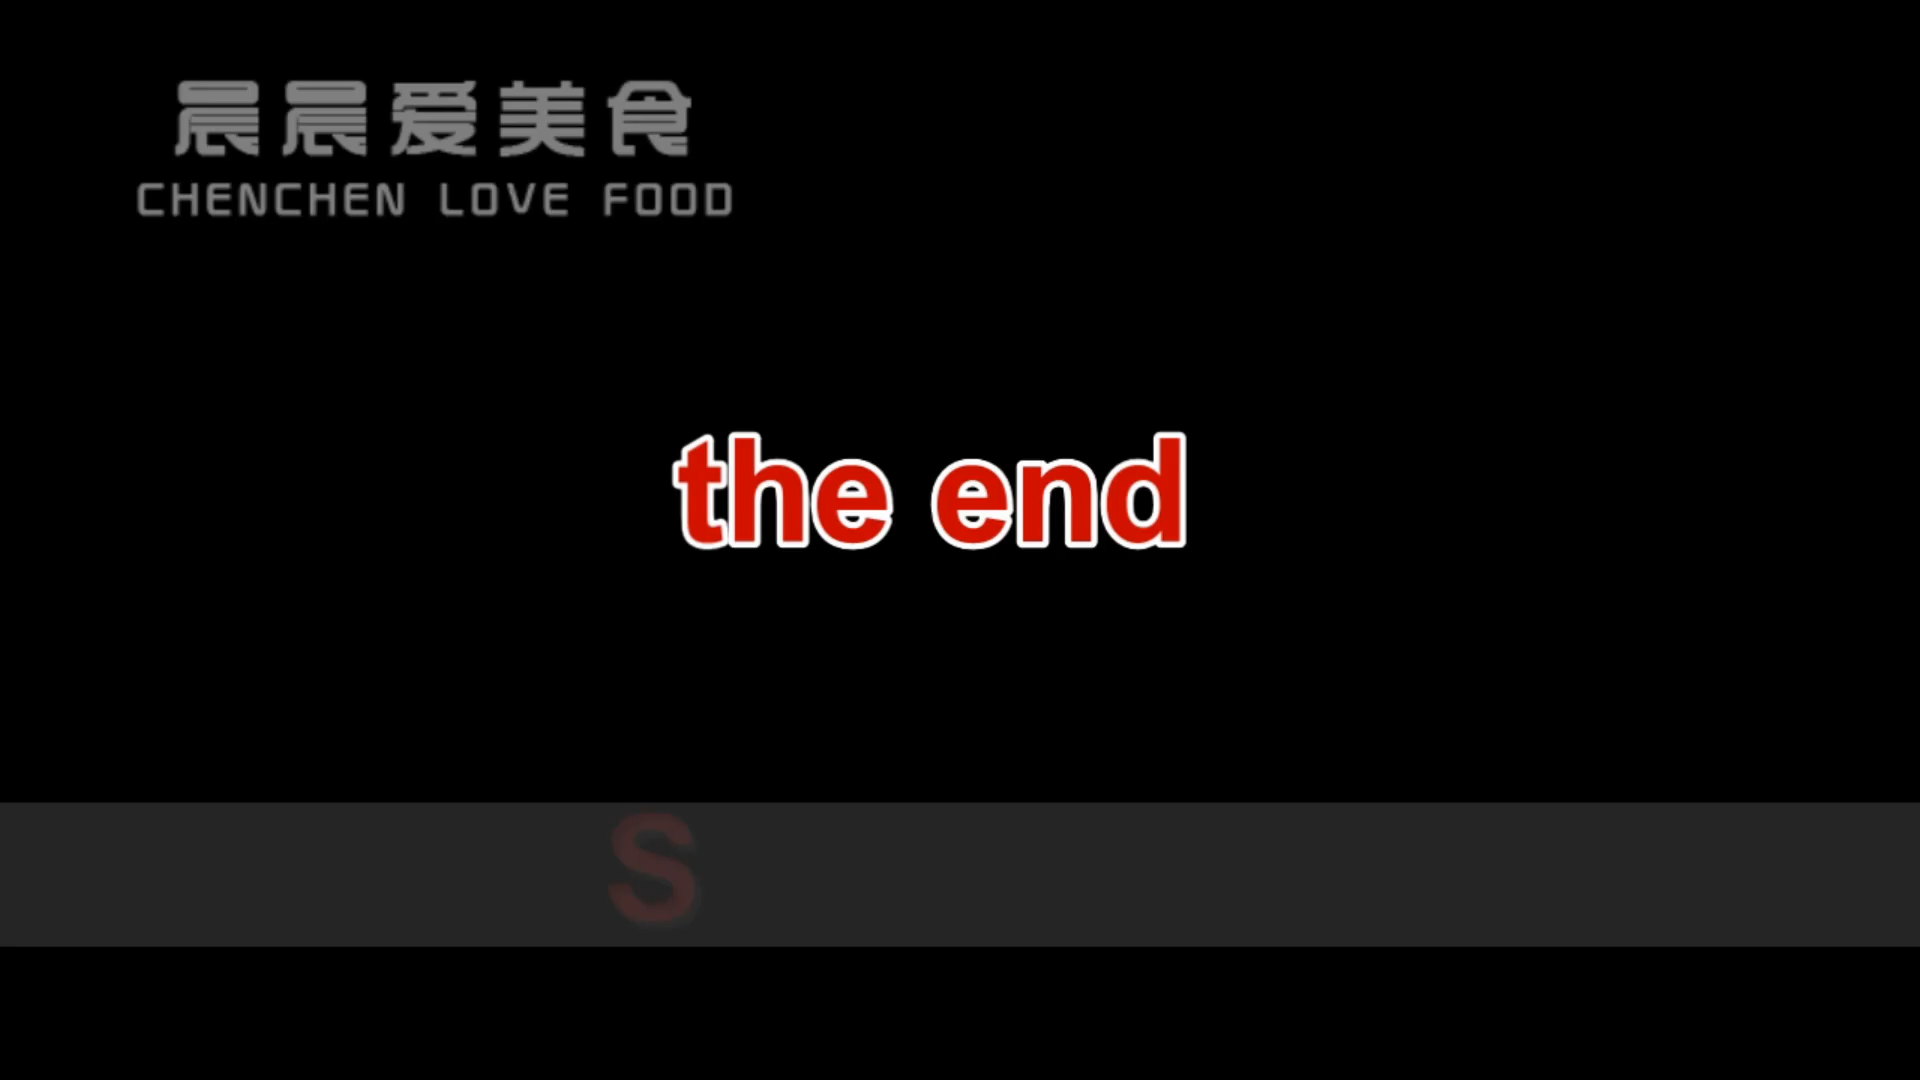 晨晨爱美食
CHENCHEN LOVE FOOD
the end
S